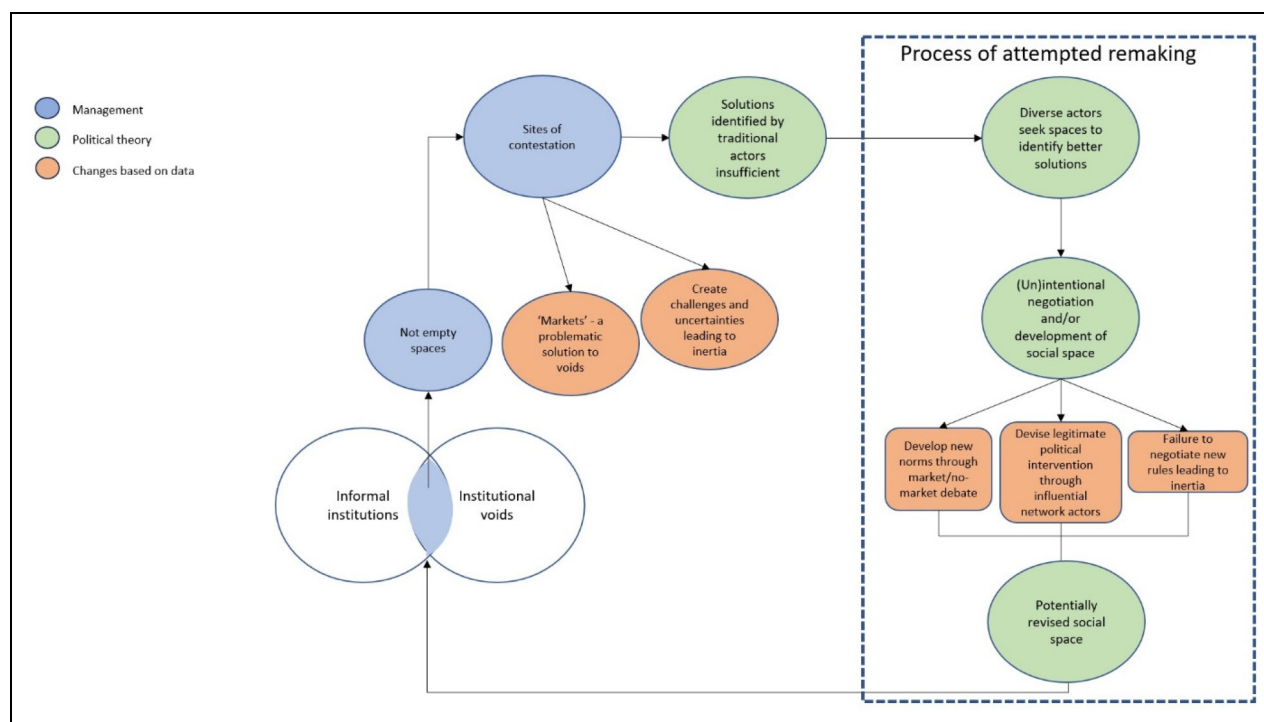 Process of attempted remaking
Management
Political theory
Changes based on data
Sites of
contestation
Solutions
identified by
traditional
actors
insufficient
Diverse actors
seek spaces to
identify better
solutions
Not empty
spaces
‘Markets’ - a
problematic
solution to
voids
Create
challenges and
uncertainties
leading to
inertia
(Un)intentional
negotiation
and/or
development of
social space
Informal
institutions
Institutional
voids
Develop new
norms through
market/no-
market debate
Devise legitimate
political
intervention
through
influential
network actors
Failure to
negotiate new
rules leading to
inertia
Potentially
revised social
space